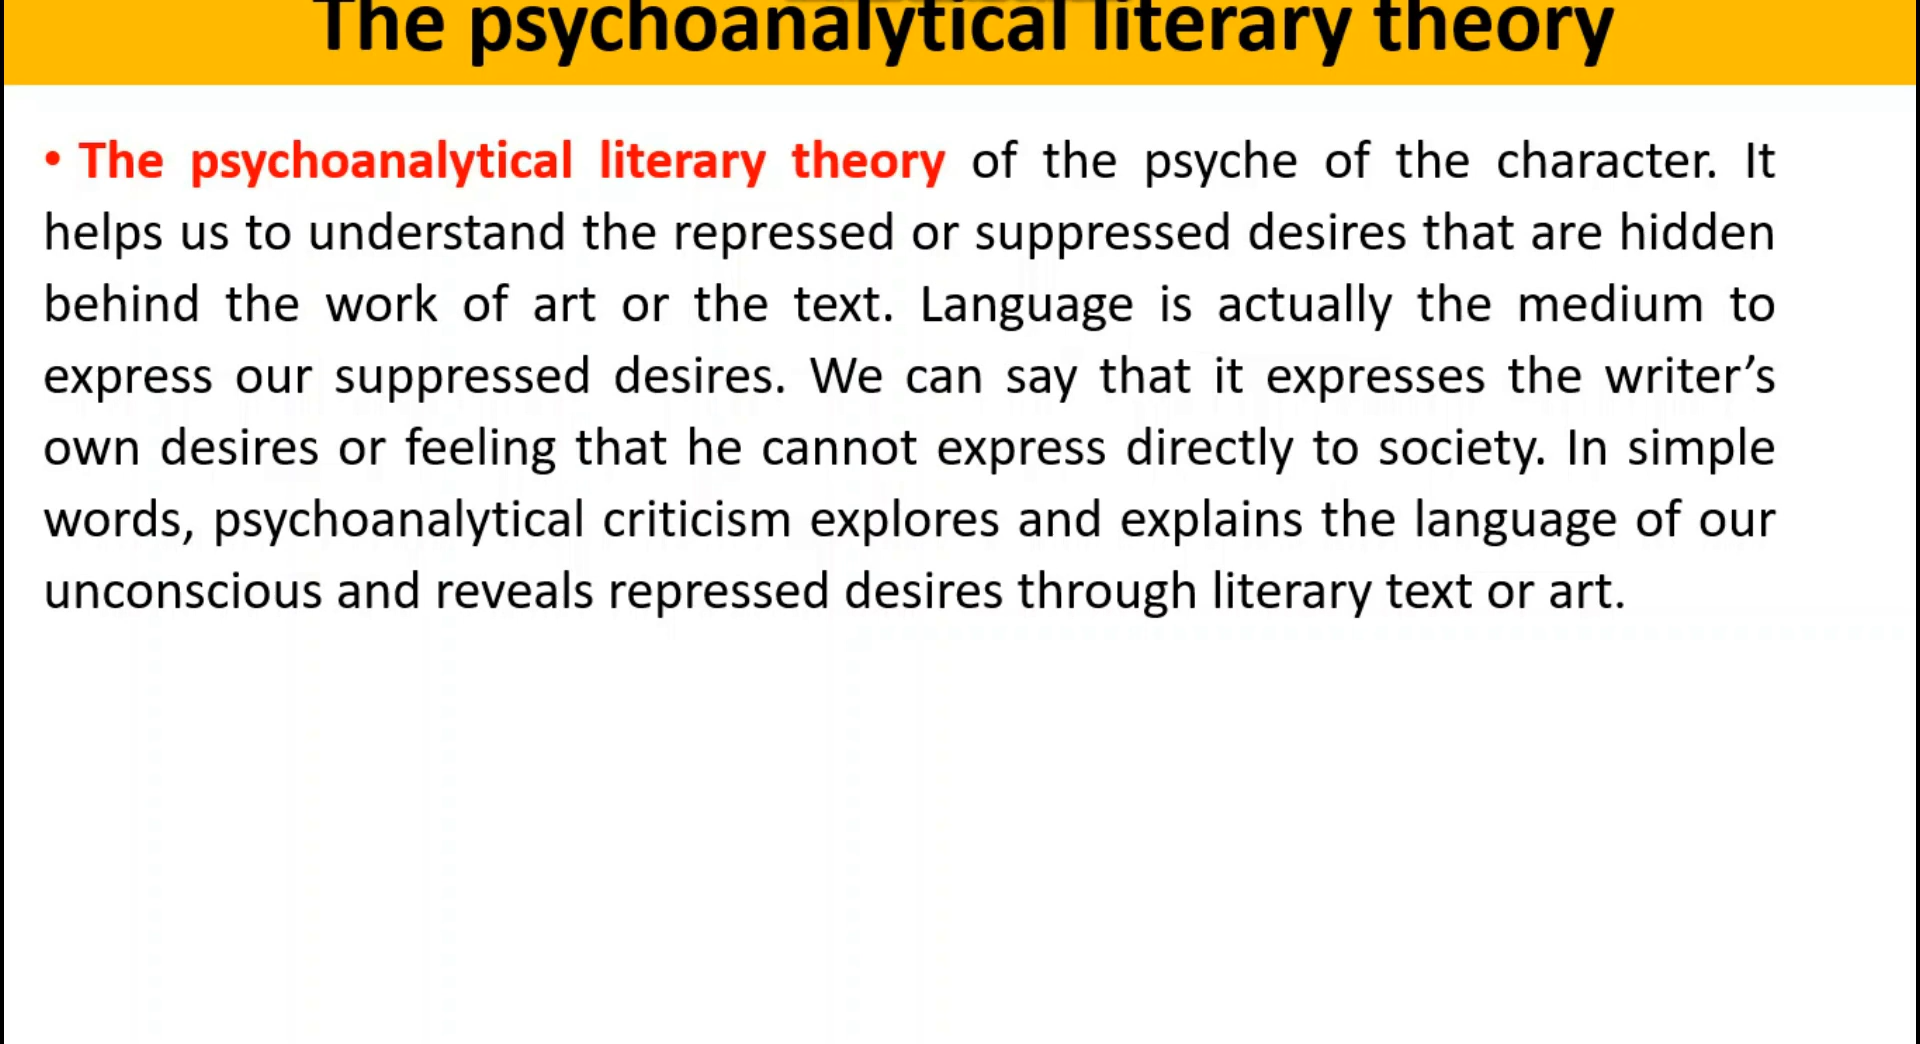 The psychoanalytical literary theory
• The psychoanalytical literary theory of the psyche of the character. It
helps us to understand the repressed or suppressed desires that are hidden
behind the work of art or the text. Language is actually the medium to
express our suppressed desires. We can say that it expresses the writer’s
own desires or feeling that he cannot express directly to society. In simple
words, psychoanalytical criticism explores and explains the language of our
unconscious and reveals repressed desires through literary text or art.